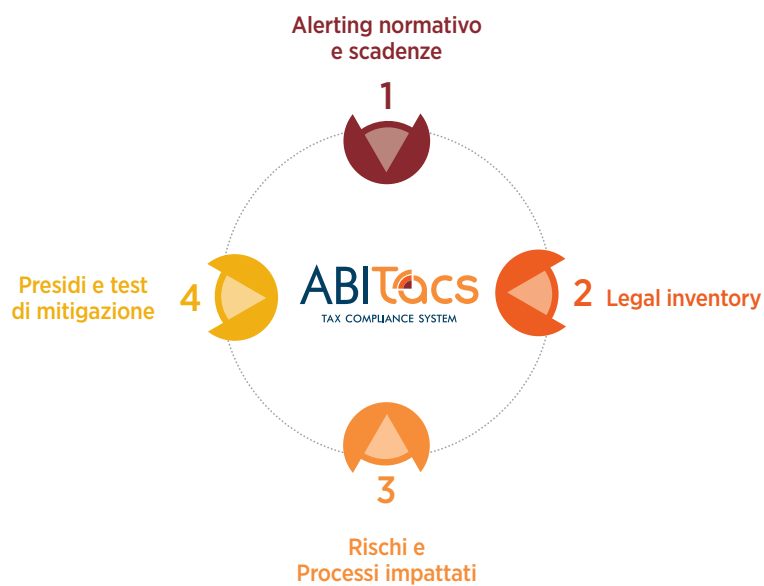 Alerting normativo
e scadenze
1
ABITacs
TAX COMPLIANCE SYSTEM
2 Legal inventory
3
Rischi e
Processi impattati
4
Presidi e test
di mitigazione